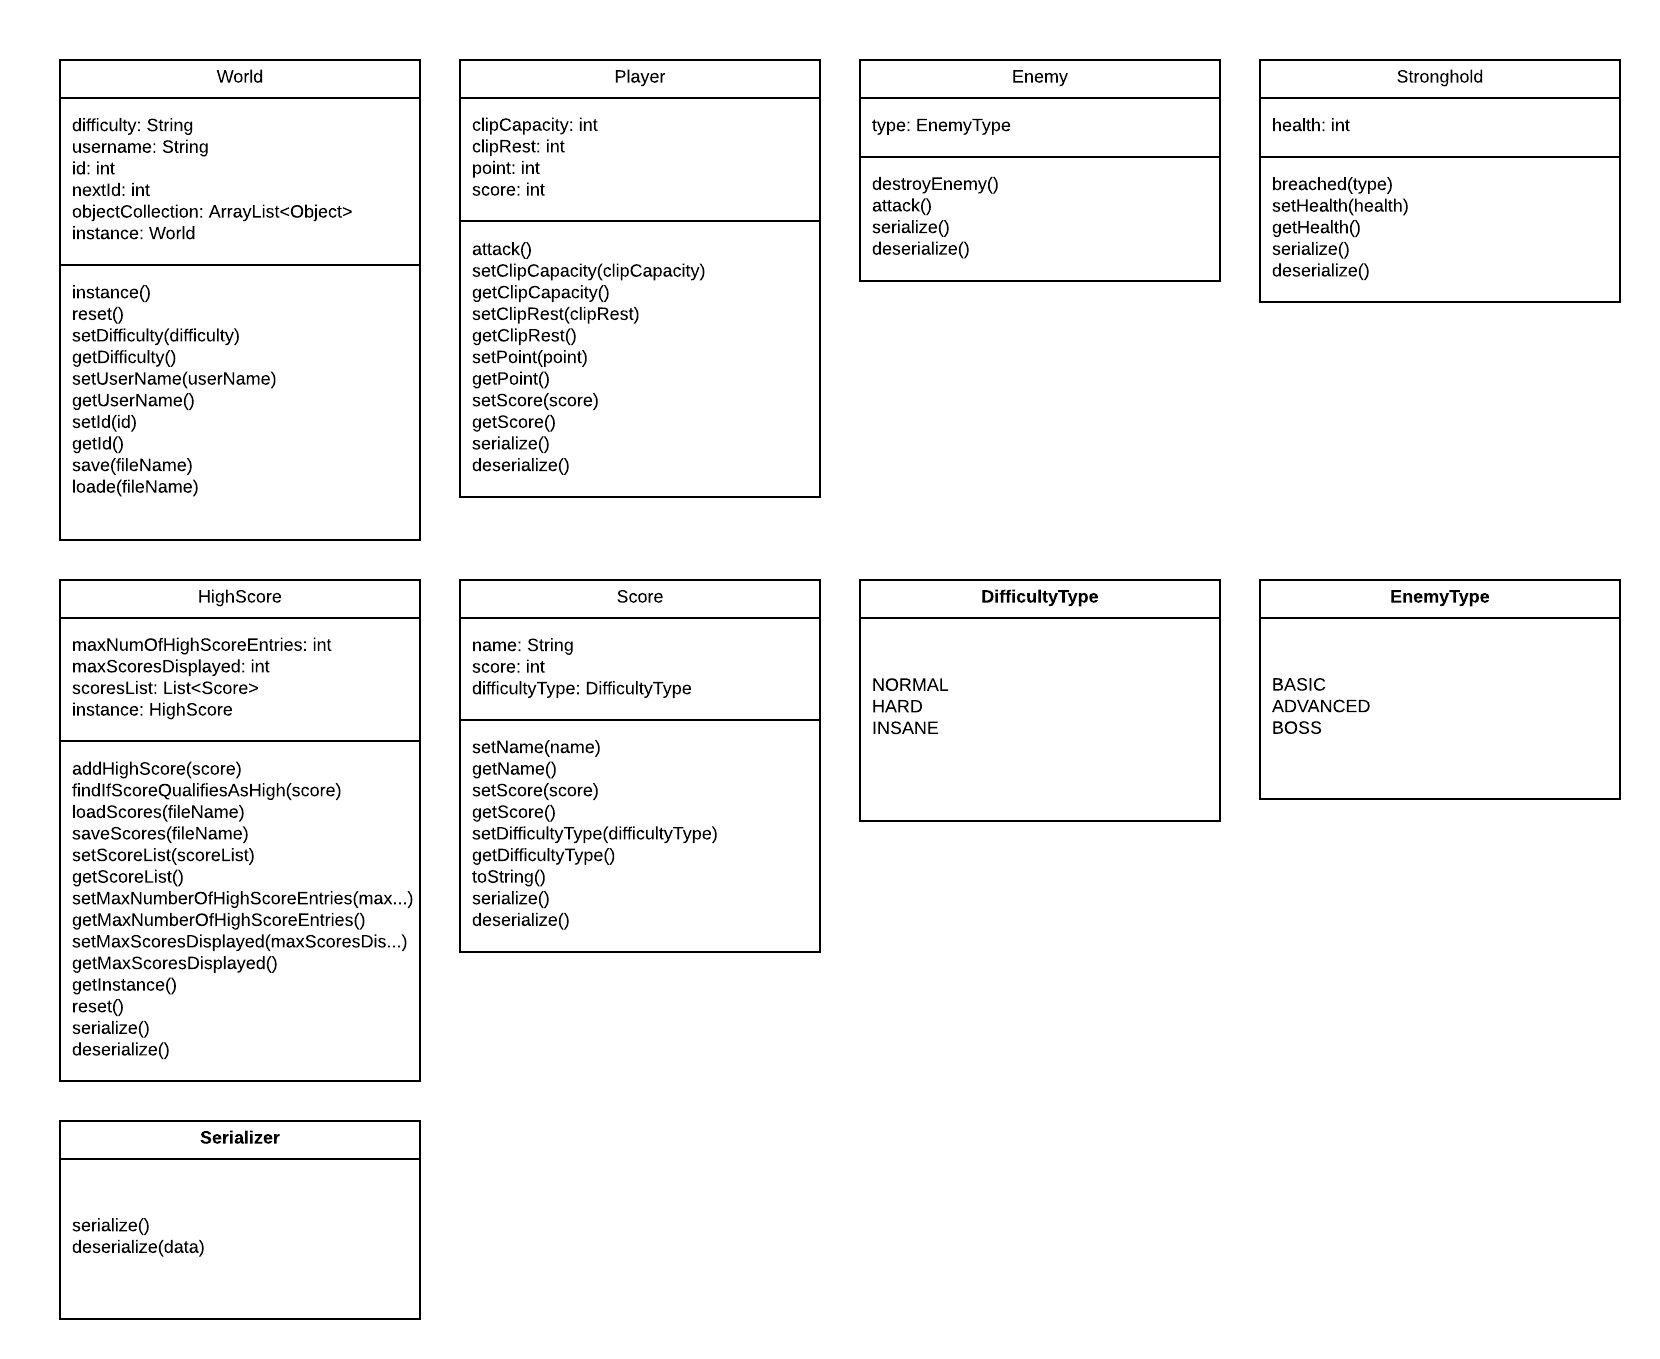 World
difficulty: String
username: String
id: int
nextId: int
objectCollection: ArrayList<Object>
instance: World
instance()
reset()
setDifficulty(difficulty)
getDifficulty()
setUserName(userName)
getUserName()
setId(id)
getId()
save(fileName)
loade(fileName)
Player
clipCapacity: int
clipRest: int
point: int
score: int
attack()
setClipCapacity(clipCapacity)
getClipCapacity()
setClipRest(clipRest)
getClipRest()
setPoint(point)
getPoint()
setScore(score)
getScore()
serialize()
deserialize()
Enemy
type: EnemyType
destroyEnemy()
attack()
serialize()
deserialize()
Stronghold
health: int
breached(type)
setHealth(health)
getHealth()
serialize()
deserialize()
HighScore
maxNumOfHighScoreEntries: int
maxScoresDisplayed: int
scoresList: List<Score>
instance: HighScore
addHighScore(score)
findIfScoreQualifiesAsHigh(score)
loadScores(fileName)
saveScores(fileName)
setScoreList(scoreList)
getScoreList()
setMaxNumberOfHighScoreEntries(max...)
getMaxNumberOfHighScoreEntries()
setMaxScoresDisplayed(maxScoresDis...)
getMaxScoresDisplayed()
getInstance()
reset()
serialize()
deserialize()
Score
name: String
score: int
difficultyType: DifficultyType
setName(name)
getName()
setScore(score)
getScore()
setDifficultyType(difficultyType)
getDifficultyType()
toString()
serialize()
deserialize()
DifficultyType
NORMAL
HARD
INSANE
EnemyType
BASIC
ADVANCED
BOSS
Serializer
serialize()
deserialize(data)